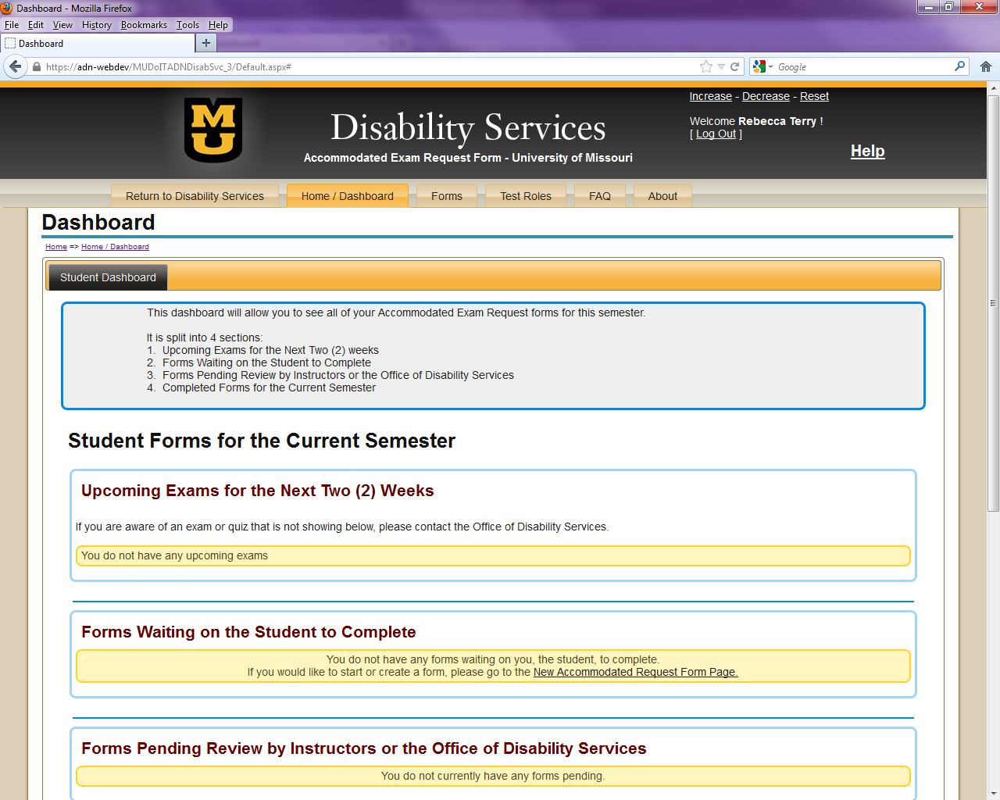 Dashboard - Mozilla Firefox
File Edit View History Bookmarks Tools Help
Dashboard
https://adn-webdev/MUDoITADNDisabSvc_3/Default.aspx#
Google
MU
Disability Services
Accommodated Exam Request Form - University of Missouri
Increase - Decrease - Reset
Welcome Rebecca Terry !
[ Log Out ]
Help
Return to Disability Services Home / Dashboard Forms Test Roles FAQ About
Dashboard
Home => Home / Dashboard
Student Dashboard
This dashboard will allow you to see all of your Accommodated Exam Request forms for this semester.
It is split into 4 sections:
1. Upcoming Exams for the Next Two (2) weeks
2. Forms Waiting on the Student to Complete
3. Forms Pending Review by Instructors or the Office of Disability Services
4. Completed Forms for the Current Semester
Student Forms for the Current Semester
Upcoming Exams for the Next Two (2) Weeks
If you are aware of an exam or quiz that is not showing below, please contact the Office of Disability Services.
You do not have any upcoming exams
Forms Waiting on the Student to Complete
You do not have any forms waiting on you, the student, to complete.
If you would like to start or create a form, please go to the New Accommodated Request Form Page.
Forms Pending Review by Instructors or the Office of Disability Services
You do not currently have any forms pending.